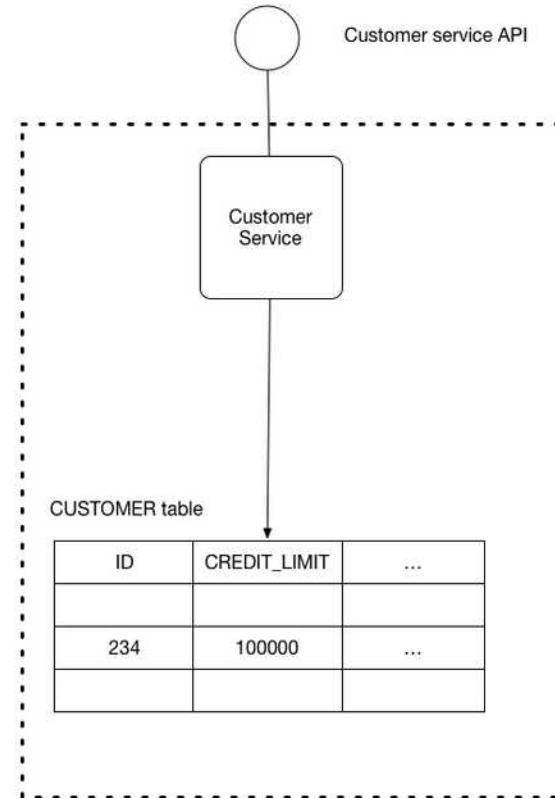 Customer service API
Customer
Service
CUSTOMER table
ID CREDIT_LIMIT ...
234 100000 ...